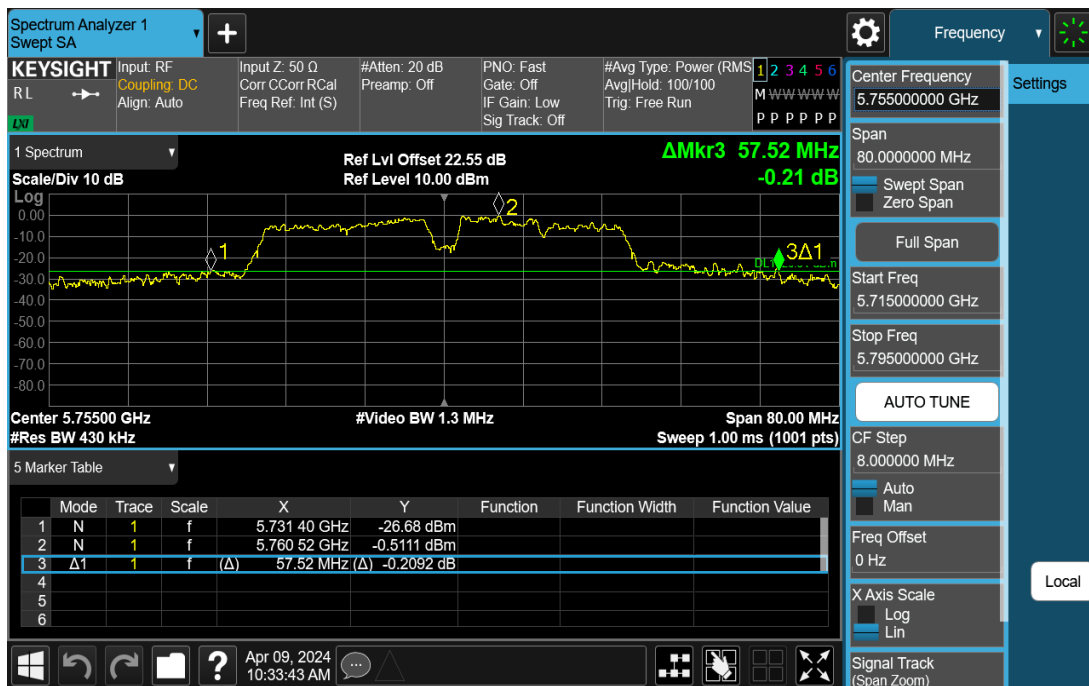 Spectrum Analyzer 1
Swept SA
+
Frequency
KEYSIGHT
RL
LXI
Input: RF
Coupling: DC
Align: Auto
Input Z: 50 Ω
Corr CCorr RCal
Freq Ref: Int (S)
#Atten: 20 dB
Preamp: Off
PNO: Fast
Gate: Off
IF Gain: Low
Sig Track: Off
#Avg Type: Power (RMS
Avg|Hold: 100/100
Trig: Free Run
1 2 3 4 5 6
M W W W W W
P P P P P P
1 Spectrum
Scale/Div 10 dB
Ref Lvl Offset 22.55 dB
Ref Level 10.00 dBm
ΔMkr3 57.52 MHz
-0.21 dB
Log
0.00
-10.0
-20.0
-30.0
-40.0
-50.0
-60.0
-70.0
-80.0
1
2
3Δ1
Center 5.75500 GHz
#Video BW 1.3 MHz
Span 80.00 MHz
#Res BW 430 kHz
Sweep 1.00 ms (1001 pts)
5 Marker Table
Mode Trace Scale X Y Function Function Width Function Value
1 N 1 f 5.731 40 GHz -26.68 dBm
2 N 1 f 5.760 52 GHz -0.5111 dBm
3 Δ1 1 f (Δ) 57.52 MHz (Δ) -0.2092 dB
4
5
6
?
Apr 09, 2024
10:33:43 AM
Center Frequency
5.755000000 GHz
Span
80.0000000 MHz
Swept Span
Zero Span
Full Span
Start Freq
5.715000000 GHz
Stop Freq
5.795000000 GHz
AUTO TUNE
CF Step
8.000000 MHz
Auto
Man
Freq Offset
0 Hz
X Axis Scale
Log
Lin
Signal Track
(Span Zoom)
Settings
Local